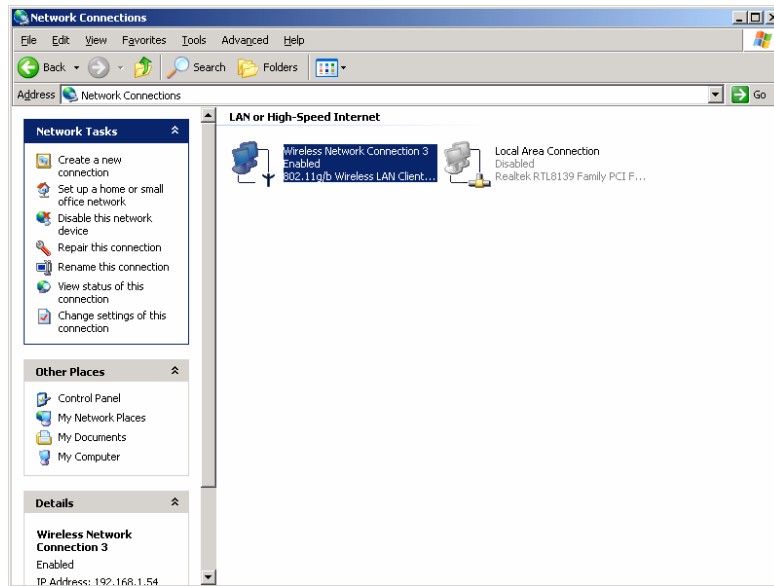 Network Connections
File Edit View Favorites Tools Advanced Help
Back Search Folders
Address Network Connections Go
Network Tasks
Create a new
connection
Set up a home or small
office network
Disable this network
device
Repair this connection
Rename this connection
View status of this
connection
Change settings of this
connection
Other Places
Control Panel
My Network Places
My Documents
My Computer
Details
Wireless Network
Connection 3
Enabled
IP Address: 192.168.1.54
LAN or High-Speed Internet
Wireless Network Connection 3
Enabled
802.11g/b Wireless LAN Client...
Local Area Connection
Disabled
Realtek RTL8139 Family PCI F...